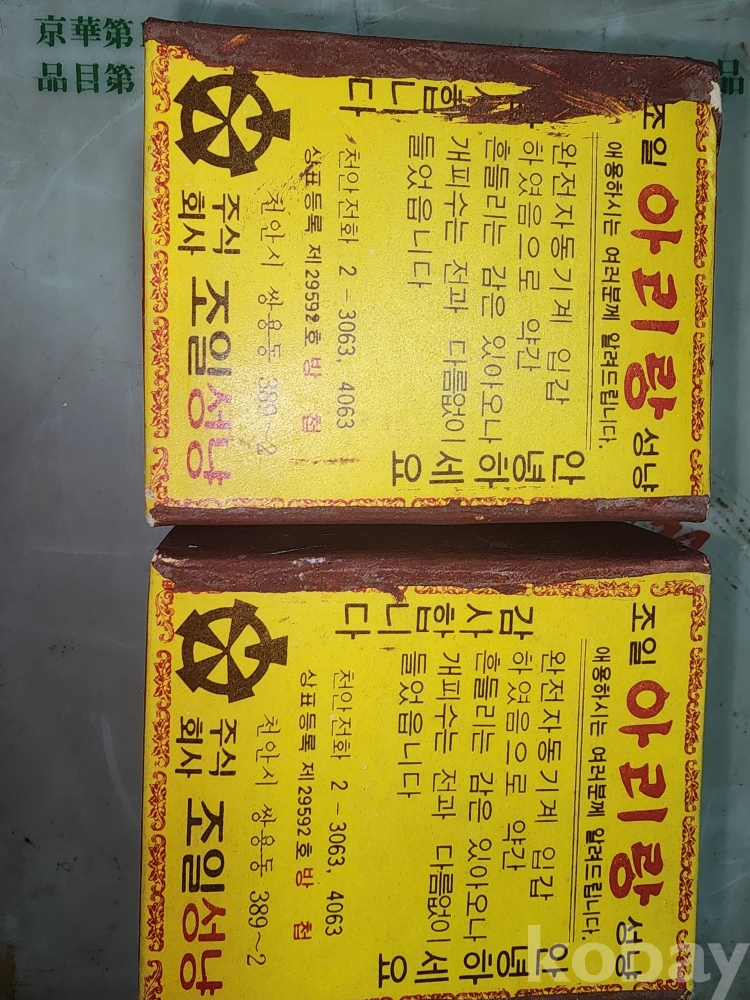 京華第
品目第
品
조일 아리랑 성냥
애용하시는 여러분께 알려드립니다.
합니다
완전자동기계 임감
하였음으로 약간
흔들리는 감은 있아오나
개피수는 전과 다름없이
들었읍니다
안녕하세요
천안전화 2-3063, 4063
상표등록 제29592호 방첩
천안시 쌍용동 389~2
주식회사 조일성냥
조일 아리랑 성냥
애용하시는 여러분께 알려드립니다.
감사합니다
완전자동기계 임감
하였음으로 약간
흔들리는 감은 있아오나
개피수는 전과 다름없이
들었읍니다
안녕하세요
천안전화 2-3063, 4063
상표등록 제29592호 방첩
천안시 쌍용동 389~2
주식회사 조일성냥
kobay